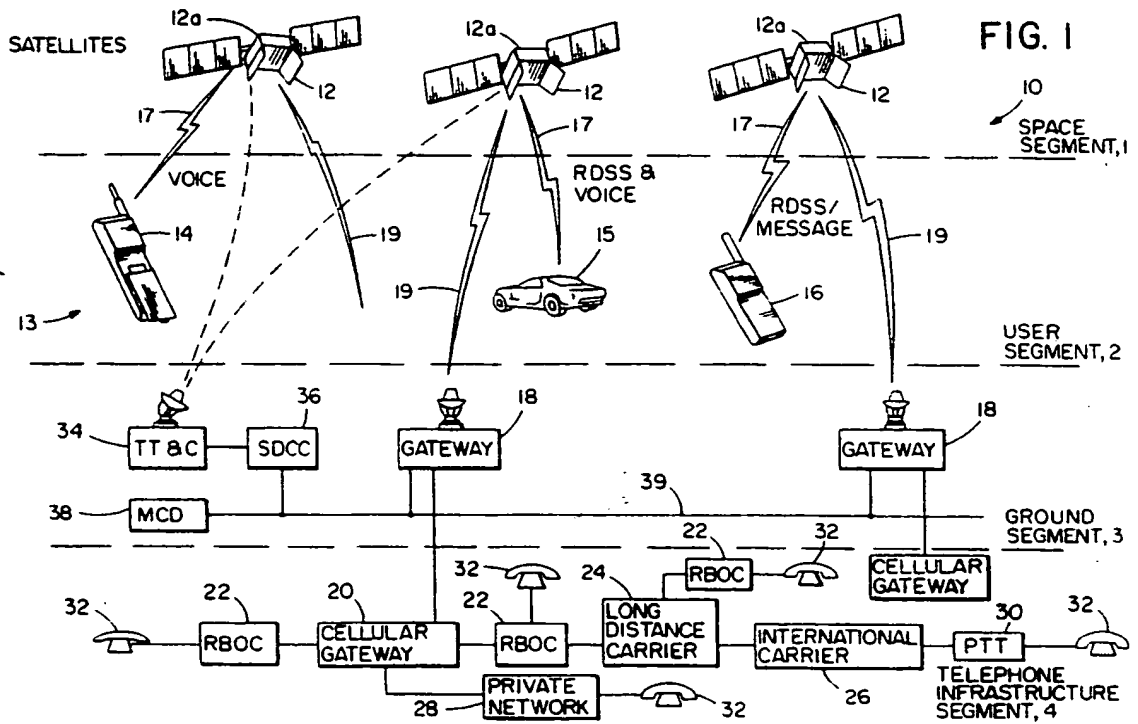 FIG. 1
SATELLITES
12a
12
12a
12
12a
12
10
17
17
17
SPACE
SEGMENT,1
VOICE
RDSS &
VOICE
RDSS/
MESSAGE
14
19
19
15
16
19
13
USER
SEGMENT, 2
34
TT & C
36
SDCC
18
GATEWAY
18
GATEWAY
38
MCD
39
GROUND
SEGMENT, 3
32
22
RBOC
20
CELLULAR
GATEWAY
32
22
RBOC
24
LONG
DISTANCE
CARRIER
22
RBOC
32
CELLULAR
GATEWAY
INTERNATIONAL
CARRIER
26
30
PTT
32
28
PRIVATE
NETWORK
32
TELEPHONE
INFRASTRUCTURE
SEGMENT, 4